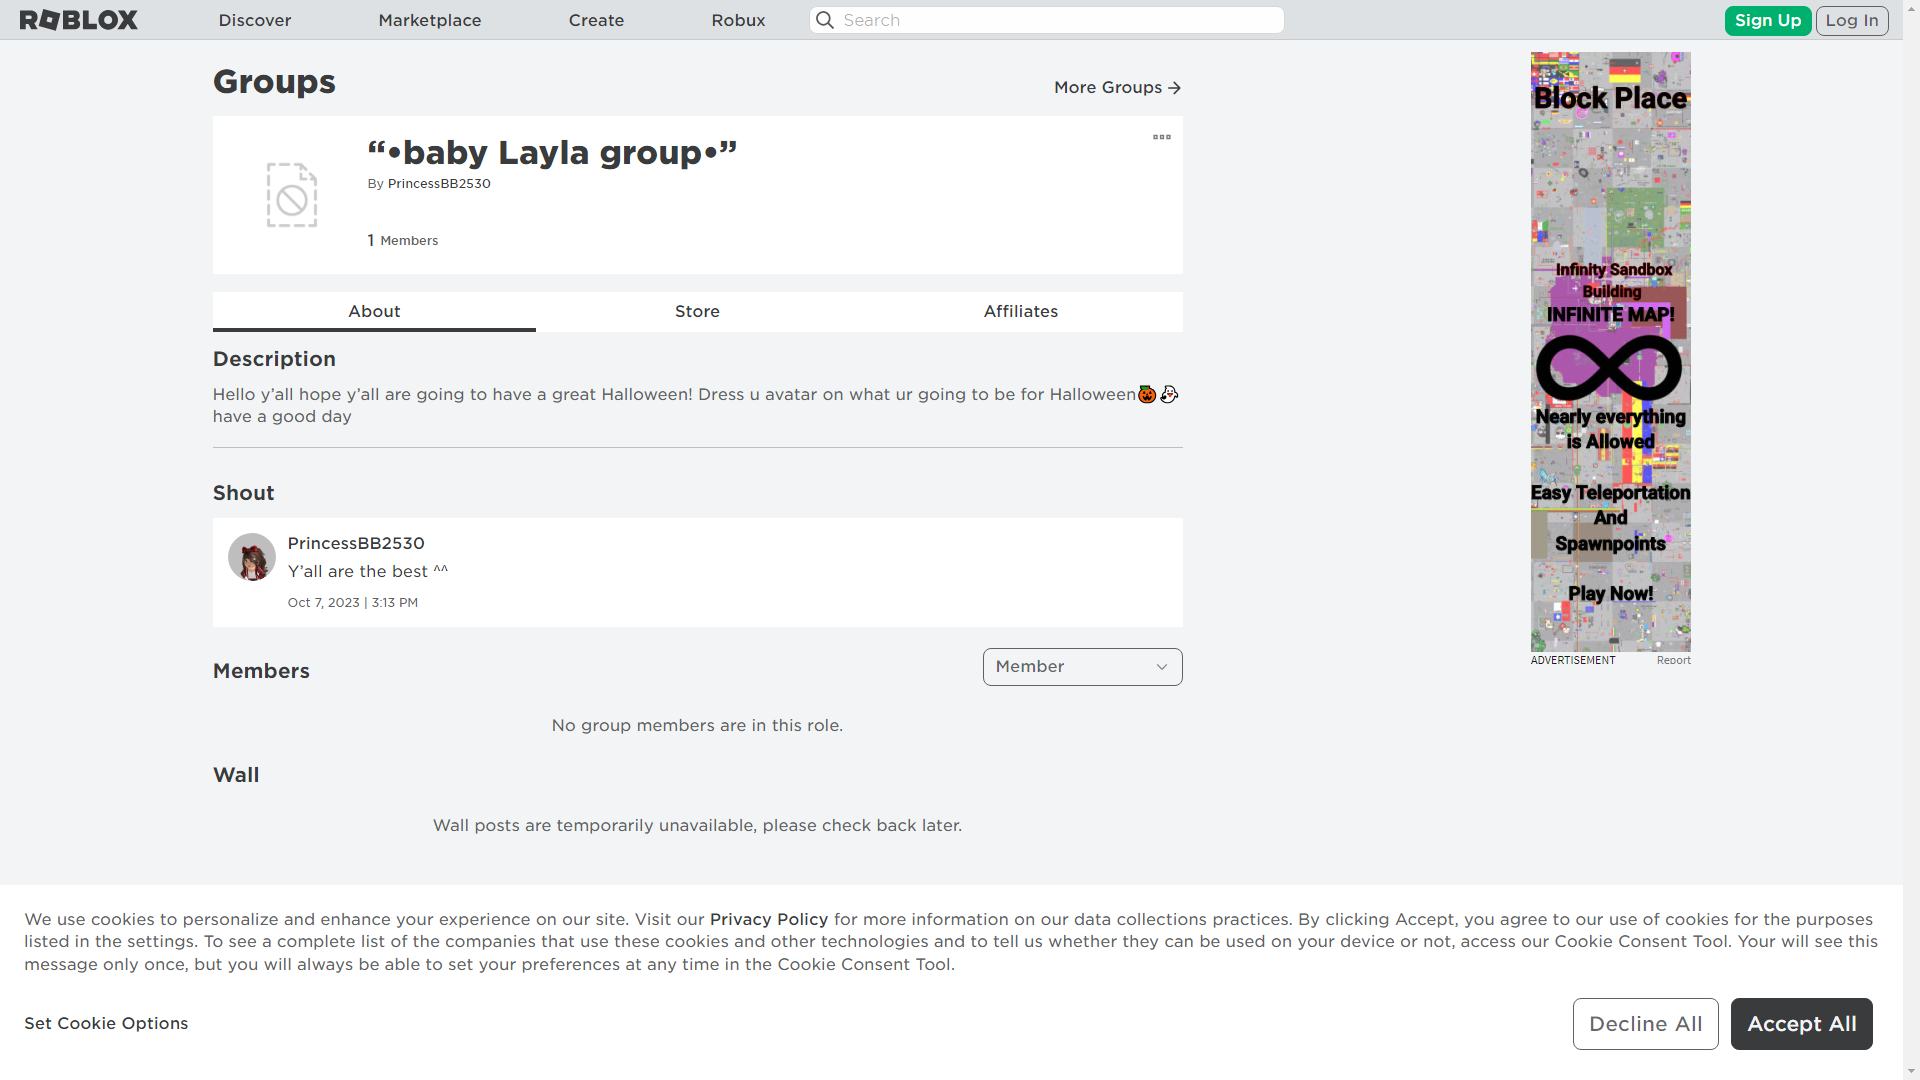 ROBLOX
Discover
Marketplace
Create
Robux
Search
Sign Up
Log In
Groups
More Groups
“•baby Layla group•”
By PrincessBB2530
1 Members
About
Store
Affiliates
Description
Hello y’all hope y’all are going to have a great Halloween! Dress u avatar on what ur going to be for Halloween🎃👻
have a good day
Shout
PrincessBB2530
Y’all are the best ^^
Oct 7, 2023 | 3:13 PM
Members
Member
No group members are in this role.
Wall
Wall posts are temporarily unavailable, please check back later.
Block Place
Infinity Sandbox
Building
INFINITE MAP!
Nearly everything
is Allowed
Easy Teleportation
And
Spawnpoints
Play Now!
ADVERTISEMENT
Report
We use cookies to personalize and enhance your experience on our site. Visit our Privacy Policy for more information on our data collections practices. By clicking Accept, you agree to our use of cookies for the purposes
listed in the settings. To see a complete list of the companies that use these cookies and other technologies and to tell us whether they can be used on your device or not, access our Cookie Consent Tool. Your will see this
message only once, but you will always be able to set your preferences at any time in the Cookie Consent Tool.
Set Cookie Options
Decline All
Accept All